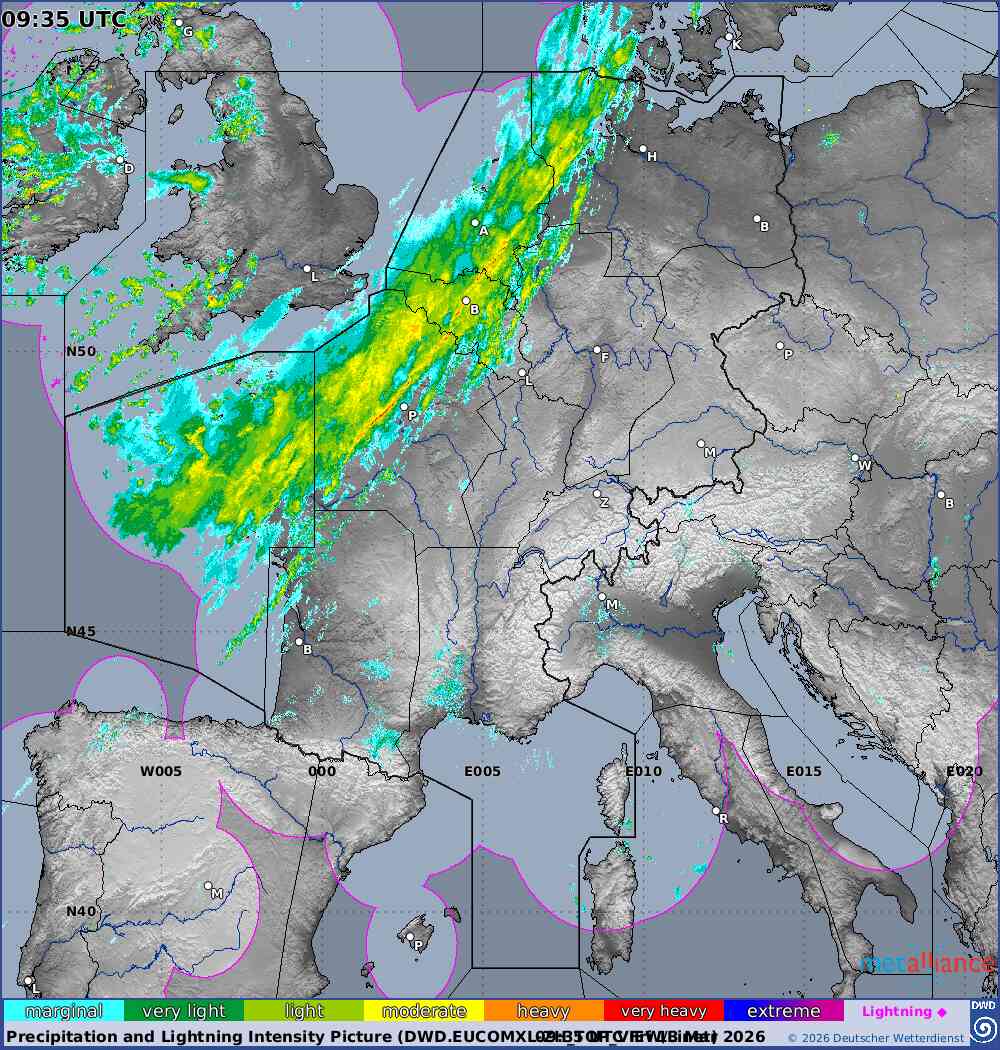 09:35 UTC
G
K
D
H
A
B
L
B
N50
P
F
L
P
M
W
Z
B
M
N45
B
W005
000
E005
E010
E015
E020
R
M
N40
P
L
metalliance
marginal
very light
light
moderate
heavy
very heavy
extreme
Lightning ◆
DWD
Precipitation and Lightning Intensity Picture (DWD.EUCOMXL
Mar 2026
© 2026 Deutscher Wetterdienst